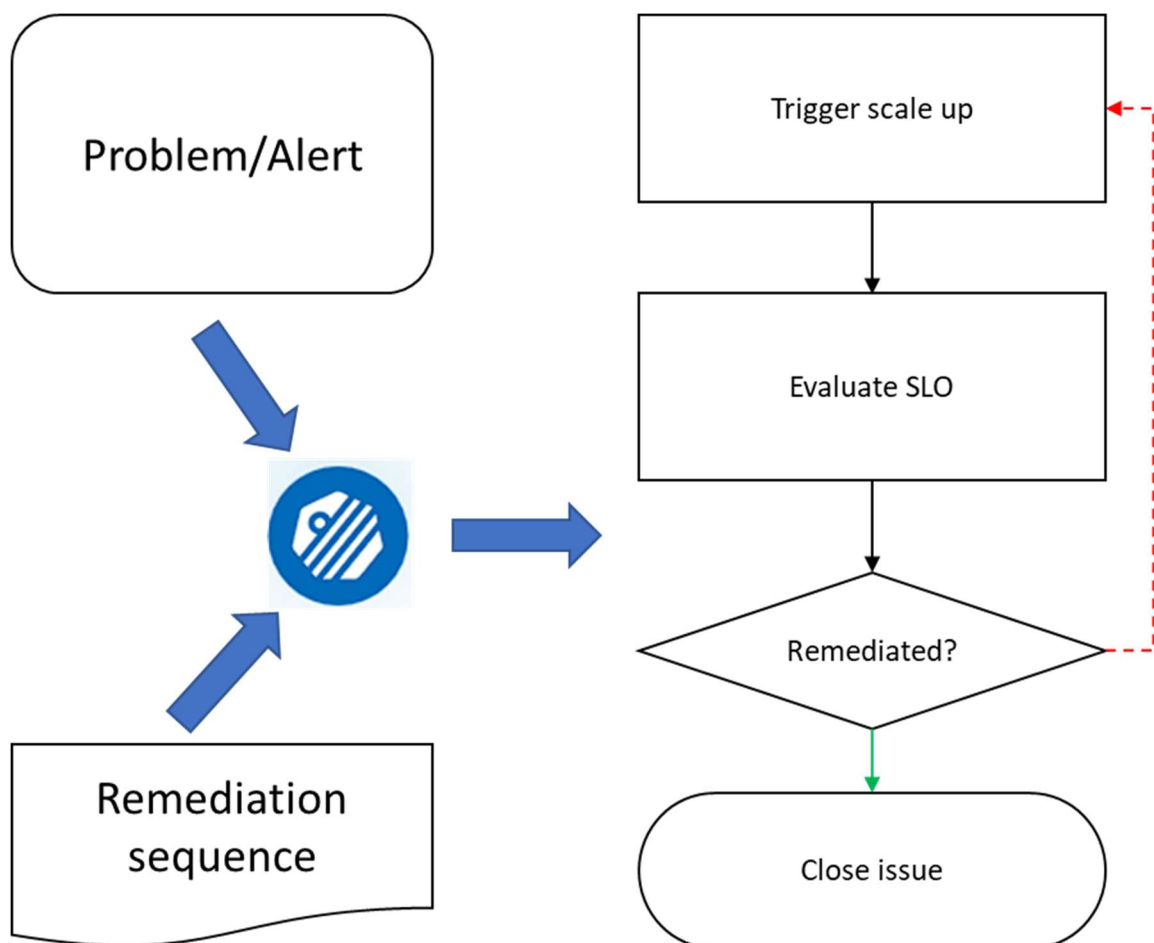 Problem/Alert
Remediation
sequence
Trigger scale up
Evaluate SLO
Remediated?
Close issue